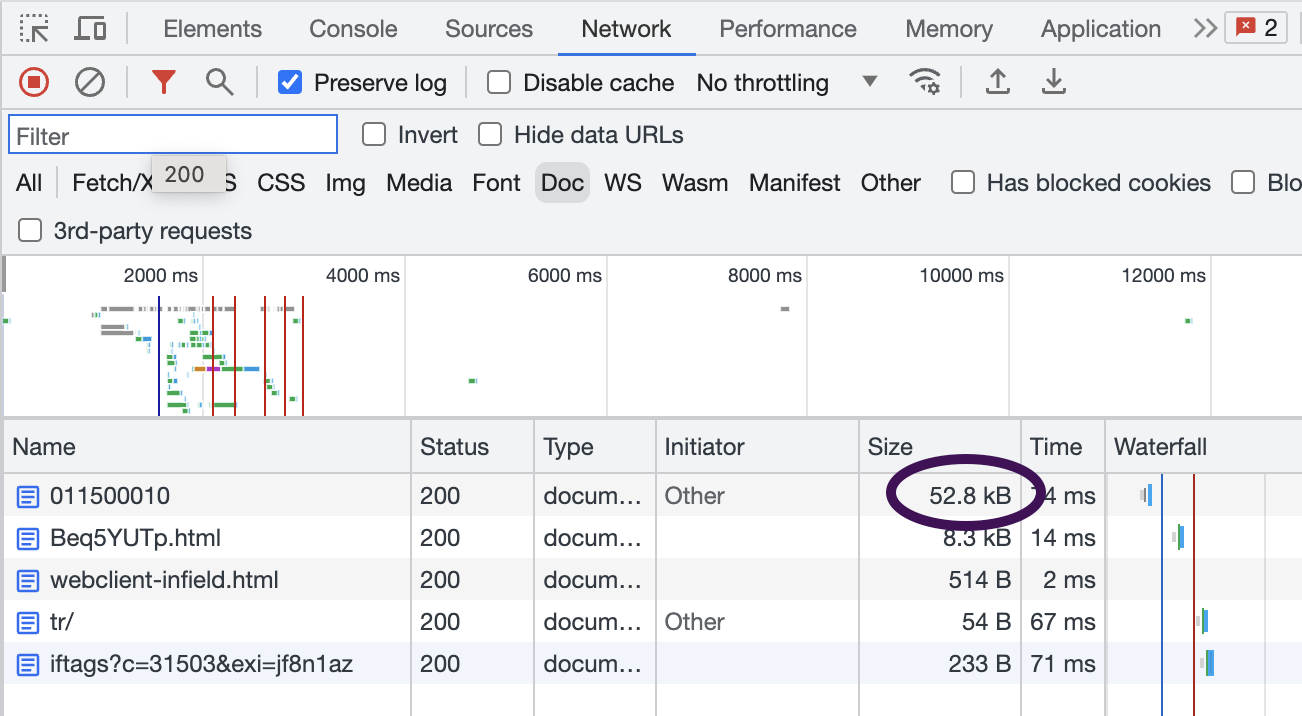 Elements Console Sources Network Performance Memory Application 2
Preserve log Disable cache No throttling
Filter Invert Hide data URLs
All Fetch/X 200 S CSS Img Media Font Doc WS Wasm Manifest Other Has blocked cookies Blo
3rd-party requests
2000 ms 4000 ms 6000 ms 8000 ms 10000 ms 12000 ms
Name Status Type Initiator Size Time Waterfall
011500010 200 docum… Other 52.8 kB 4 ms
Beq5YUTp.html 200 docum… 8.3 kB 14 ms
webclient-infield.html 200 docum… 514 B 2 ms
tr/ 200 docum… Other 54 B 67 ms
iftags?c=31503&exi=jf8n1az 200 docum… 233 B 71 ms